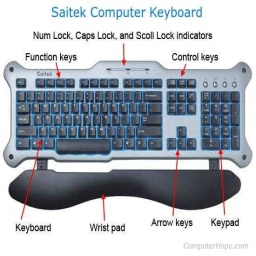 Saitek Computer Keyboard
Num Lock, Caps Lock, and Scoll Lock indicators
Function keys
Control keys
Saitek
Keyboard
Wrist pad
Arrow keys
Keypad
ComputerHope.com